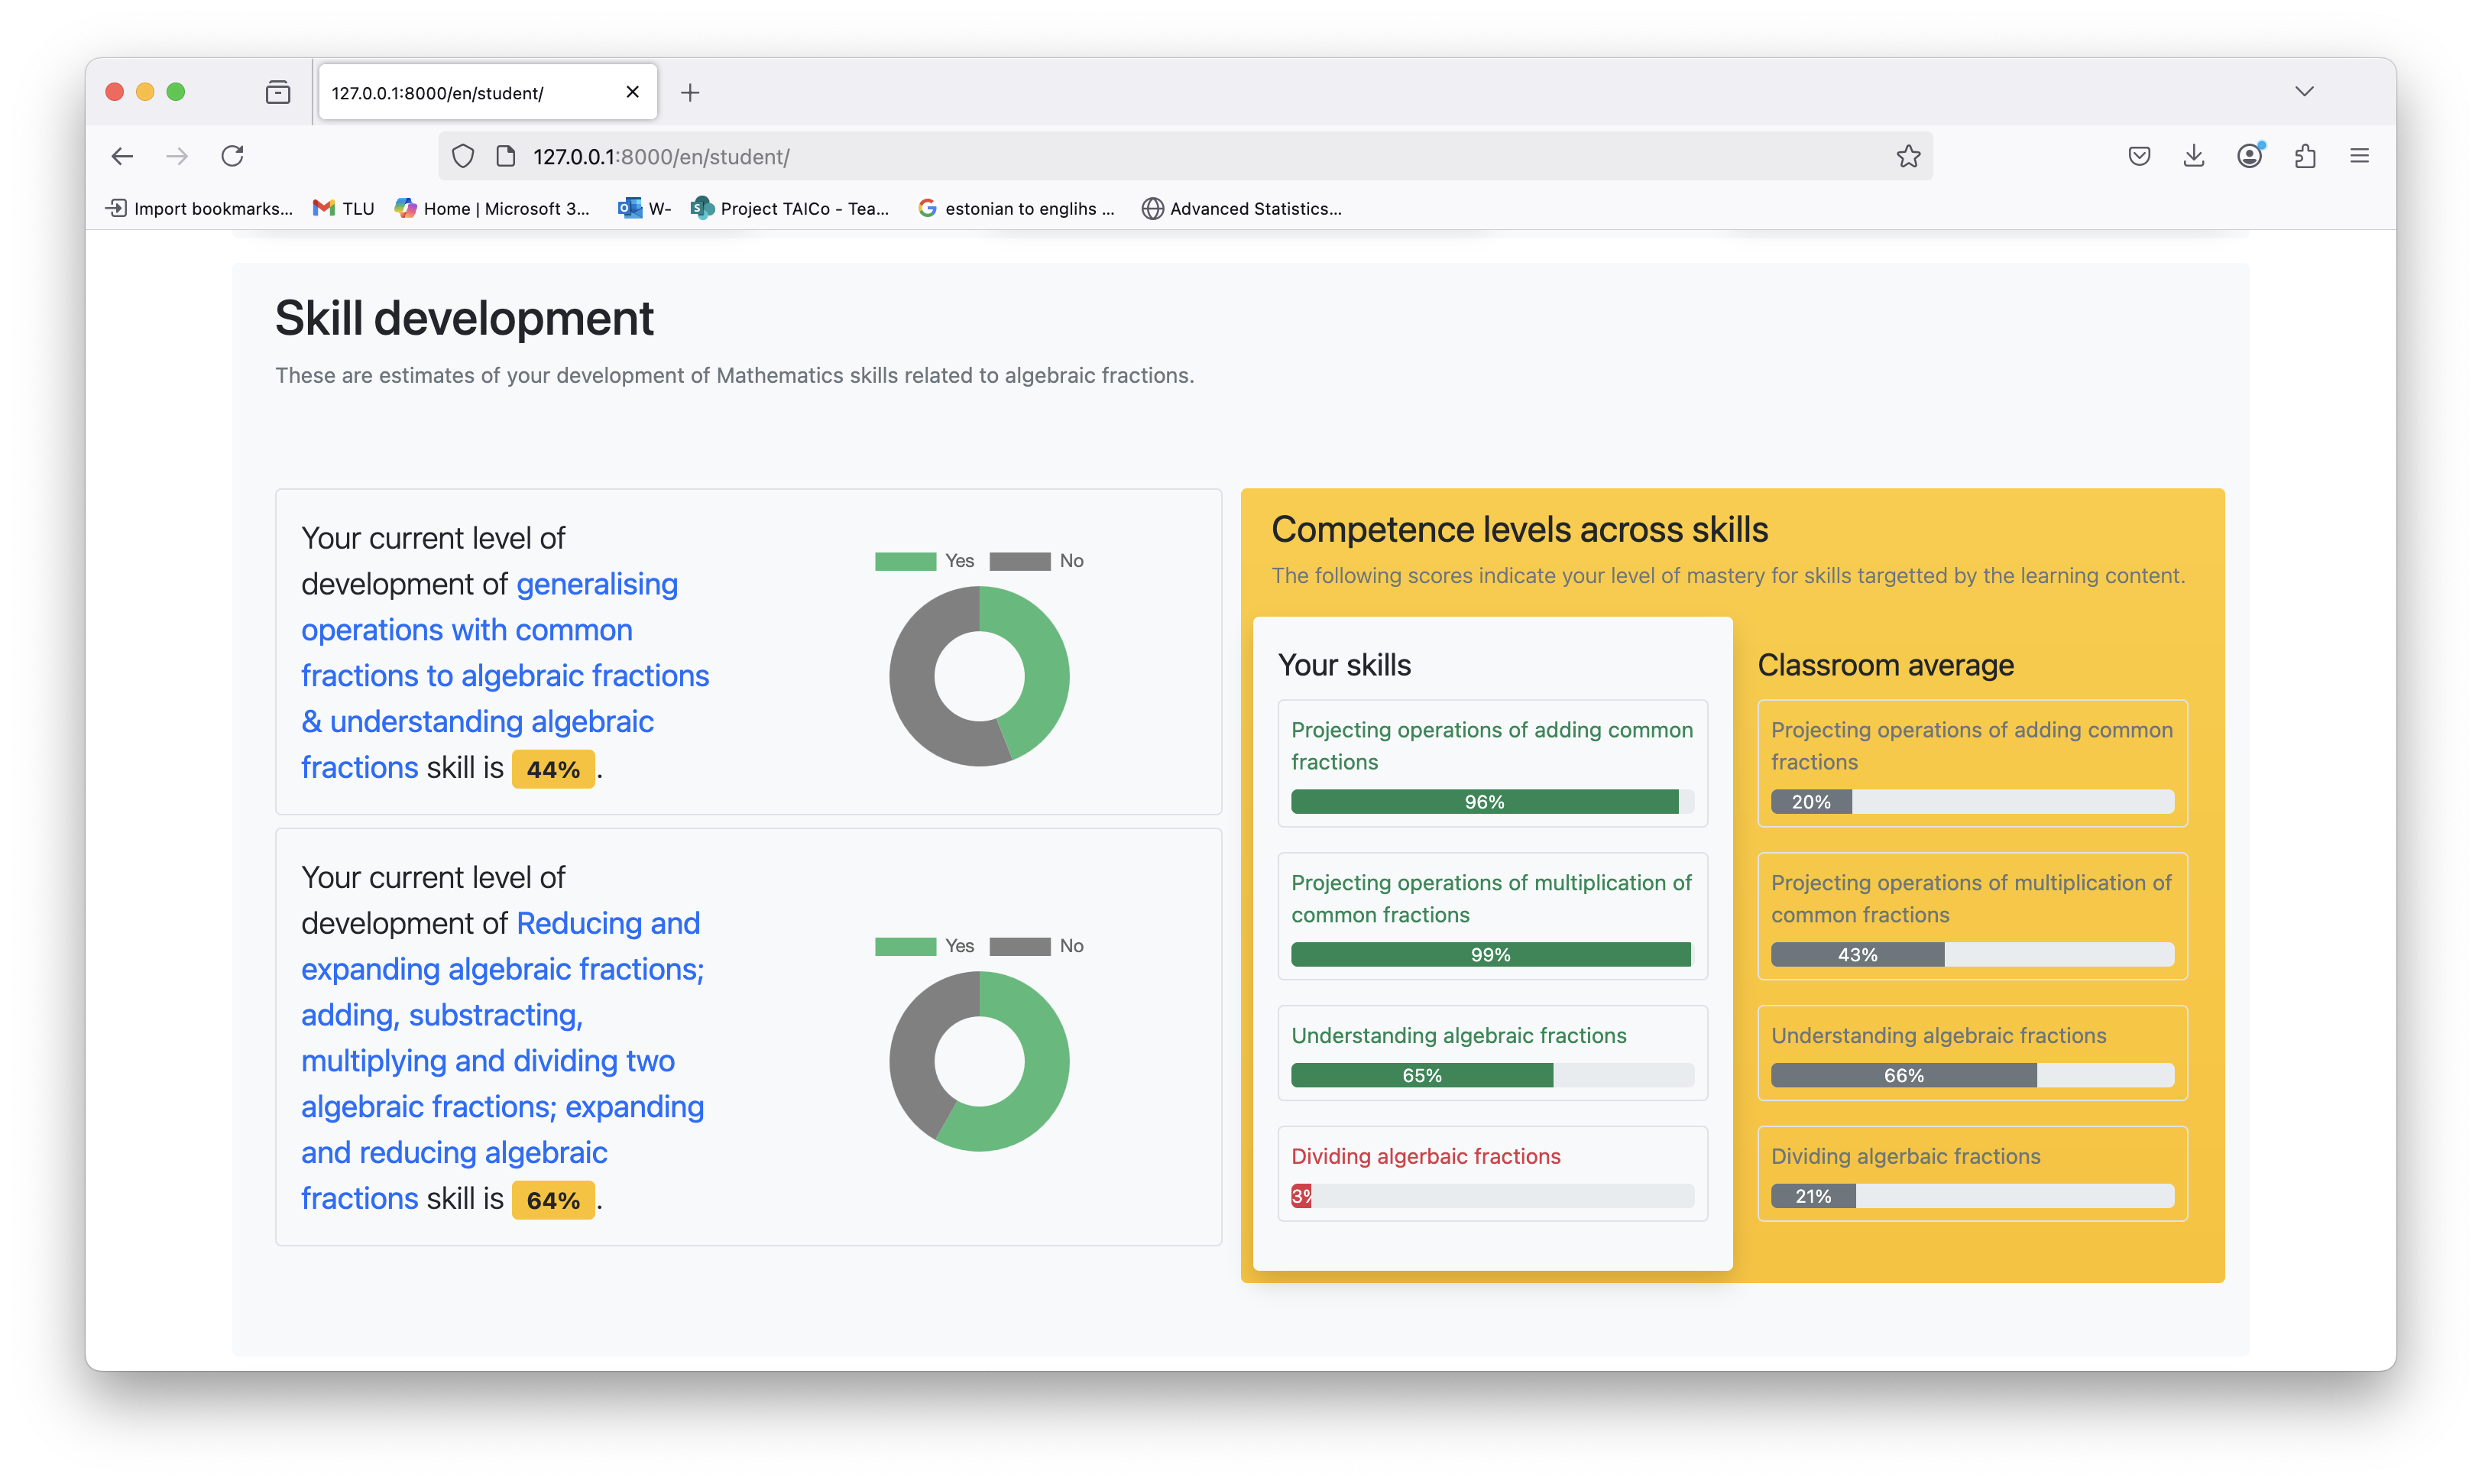 127.0.0.1:8000/en/student/
127.0.0.1:8000/en/student/
Import bookmarks...
TLU
Home | Microsoft 3...
W-
Project TAICo - Tea...
estonian to englihs ...
Advanced Statistics...
Skill development
These are estimates of your development of Mathematics skills related to algebraic fractions.
Your current level of
development of generalising
operations with common
fractions to algebraic fractions
& understanding algebraic
fractions skill is 44%.
Yes No
Your current level of
development of Reducing and
expanding algebraic fractions;
adding, substracting,
multiplying and dividing two
algebraic fractions; expanding
and reducing algebraic
fractions skill is 64%.
Yes No
Competence levels across skills
The following scores indicate your level of mastery for skills targetted by the learning content.
Your skills
Projecting operations of adding common
fractions
96%
Projecting operations of multiplication of
common fractions
99%
Understanding algebraic fractions
65%
Dividing algerbaic fractions
3%
Classroom average
Projecting operations of adding common
fractions
20%
Projecting operations of multiplication of
common fractions
43%
Understanding algebraic fractions
66%
Dividing algerbaic fractions
21%